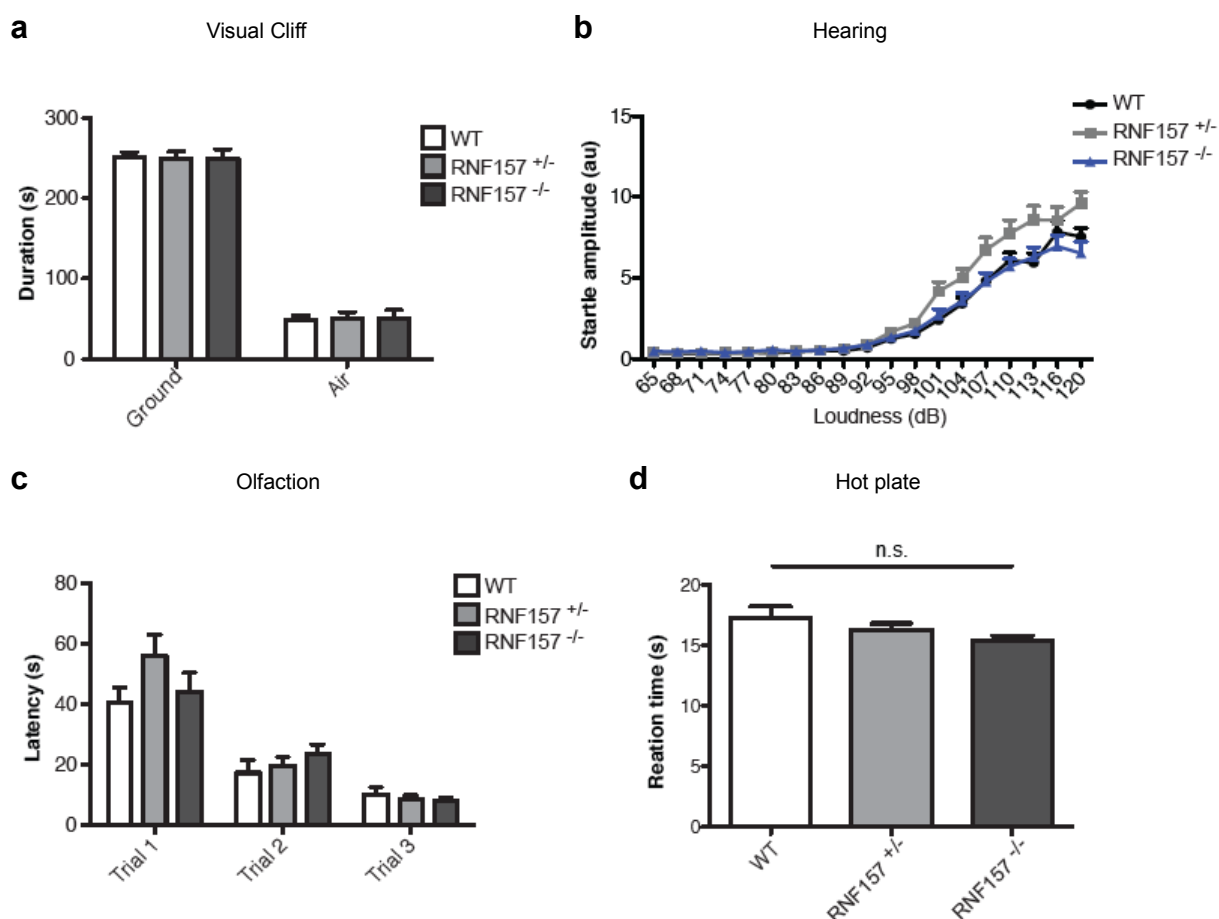 a
Visual Cliff
Duration (s)
300
200
100
0
Ground
Air
WT
RNF157 +/-
RNF157 -/-
b
Hearing
Startle amplitude (au)
15
10
5
0
65
68
71
74
77
80
83
86
89
92
95
98
101
104
107
110
113
116
120
Loudness (dB)
WT
RNF157 +/-
RNF157 -/-
c
Olfaction
Latency (s)
80
60
40
20
0
Trial 1
Trial 2
Trial 3
WT
RNF157 +/-
RNF157 -/-
d
Hot plate
n.s.
Reation time (s)
20
15
10
5
0
WT
RNF157 +/-
RNF157 -/-